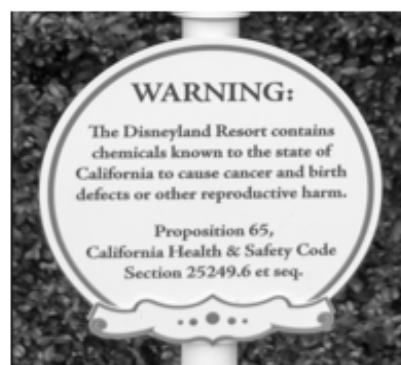 WARNING:
The Disneyland Resort contains
chemicals known to the state of
California to cause cancer and birth
defects or other reproductive harm.
Proposition 65,
California Health & Safety Code
Section 25249.6 et seq.